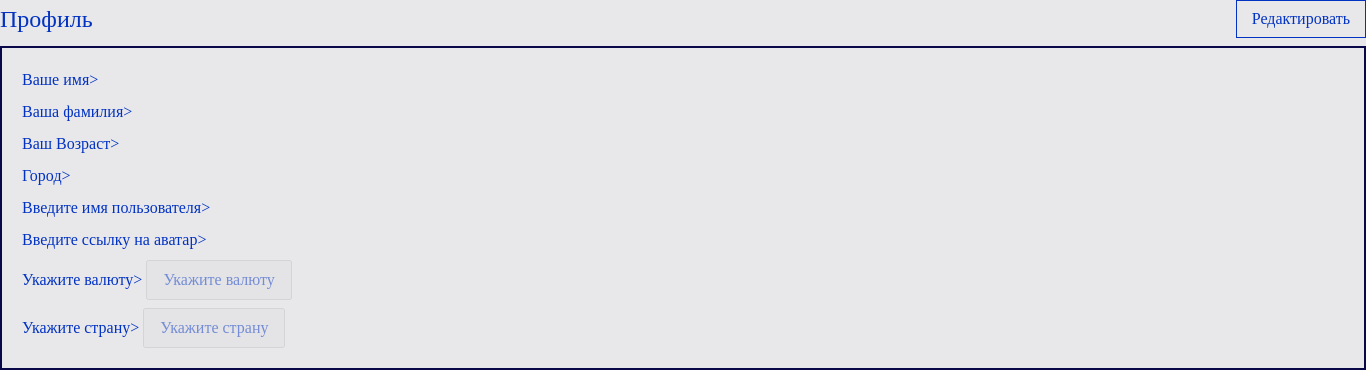 Профиль
Редактировать
Ваше имя>
Ваша фамилия>
Ваш Возраст>
Город>
Введите имя пользователя>
Введите ссылку на аватар>
Укажите валюту> Укажите валюту
Укажите страну> Укажите страну